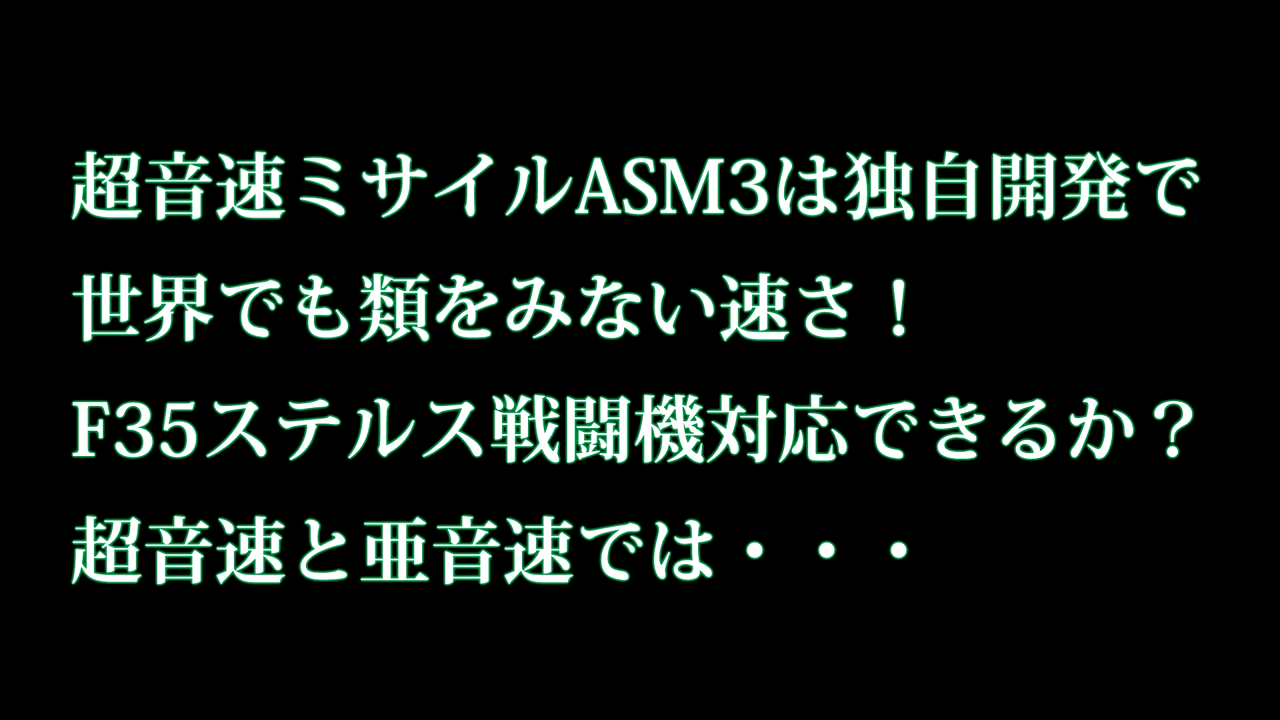 超音速ミサイルASM3は独自開発で
世界でも類をみない速さ！
F35ステルス戦闘機対応できるか？
超音速と亜音速では・・・